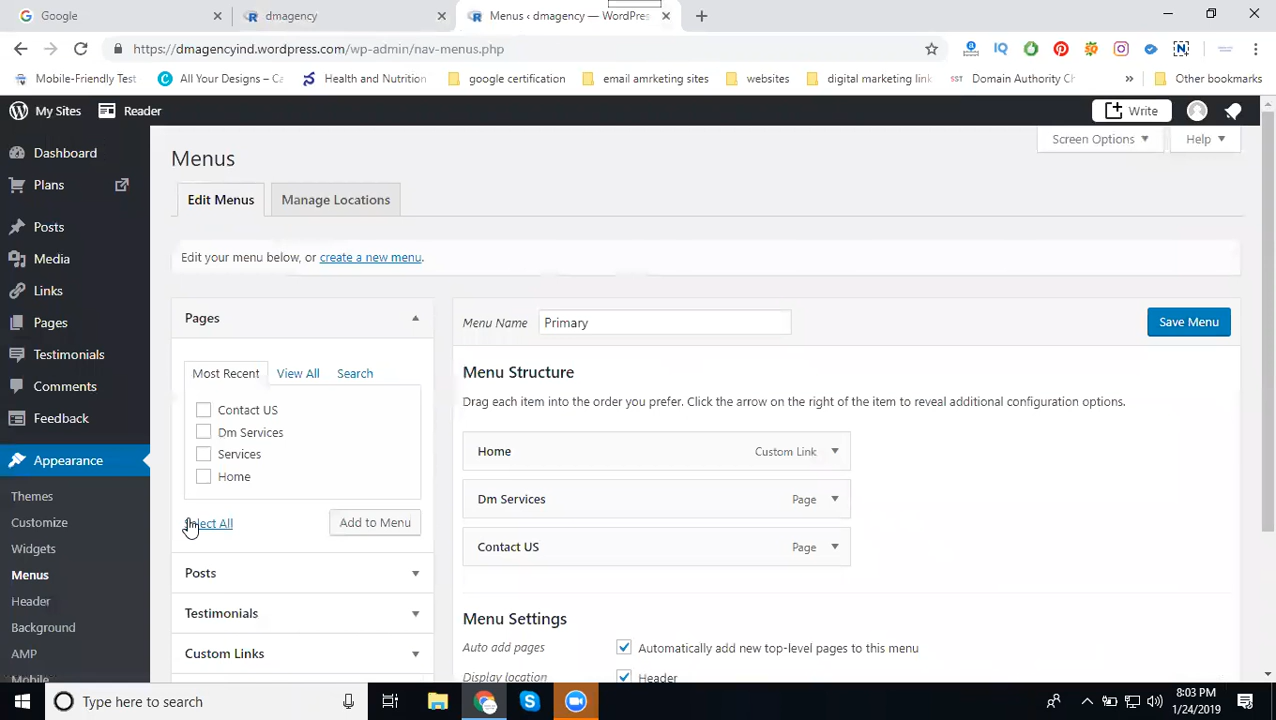 Google
dmagency
Menus ‹ dmagency — WordPres
https://dmagencyind.wordpress.com/wp-admin/nav-menus.php
Mobile-Friendly Test
All Your Designs – Ca
Health and Nutrition
google certification
email amrketing sites
websites
digital marketing link
SST Domain Authority Ch
Other bookmarks
My Sites
Reader
Write
Dashboard
Plans
Posts
Media
Links
Pages
Testimonials
Comments
Feedback
Appearance
Themes
Customize
Widgets
Menus
Header
Background
AMP
Mobile
Screen Options
Help
Menus
Edit Menus
Manage Locations
Edit your menu below, or create a new menu.
Pages
Most Recent
View All
Search
Contact US
Dm Services
Services
Home
Select All
Add to Menu
Posts
Testimonials
Custom Links
Menu Name
Primary
Save Menu
Menu Structure
Drag each item into the order you prefer. Click the arrow on the right of the item to reveal additional configuration options.
Home
Custom Link
Dm Services
Page
Contact US
Page
Menu Settings
Auto add pages
Automatically add new top-level pages to this menu
Display location
Header
Type here to search
8:03 PM
1/24/2019